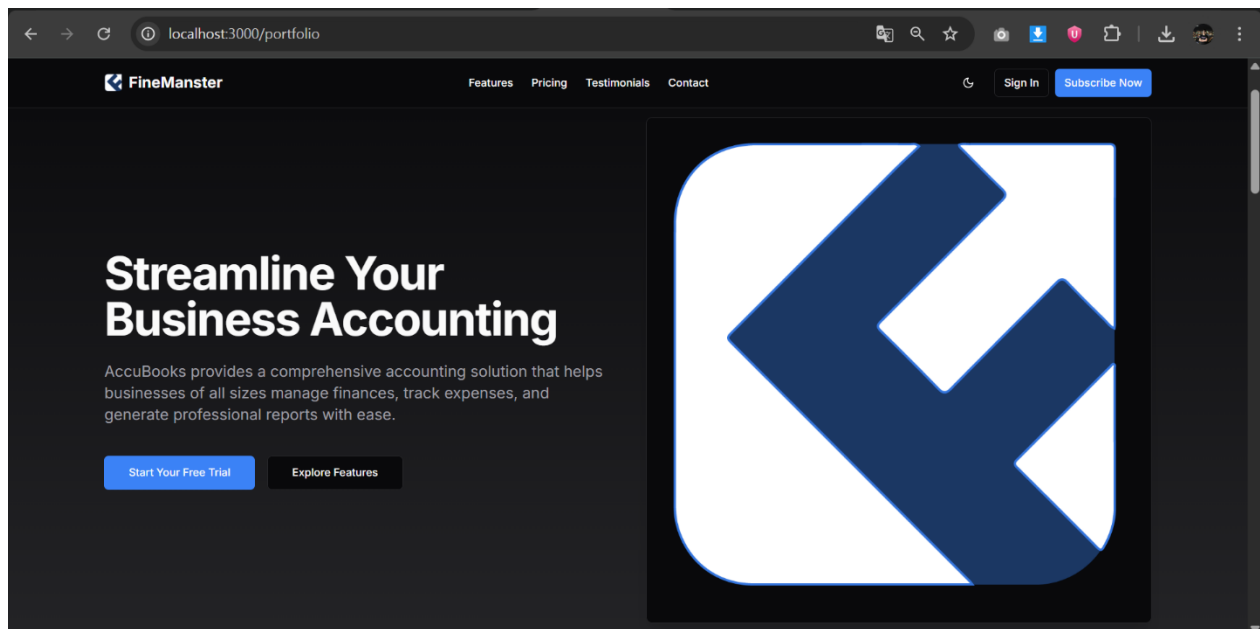 localhost:3000/portfolio
FineManster
Features
Pricing
Testimonials
Contact
Sign In
Subscribe Now
Streamline Your
Business Accounting
AccuBooks provides a comprehensive accounting solution that helps
businesses of all sizes manage finances, track expenses, and
generate professional reports with ease.
Start Your Free Trial
Explore Features